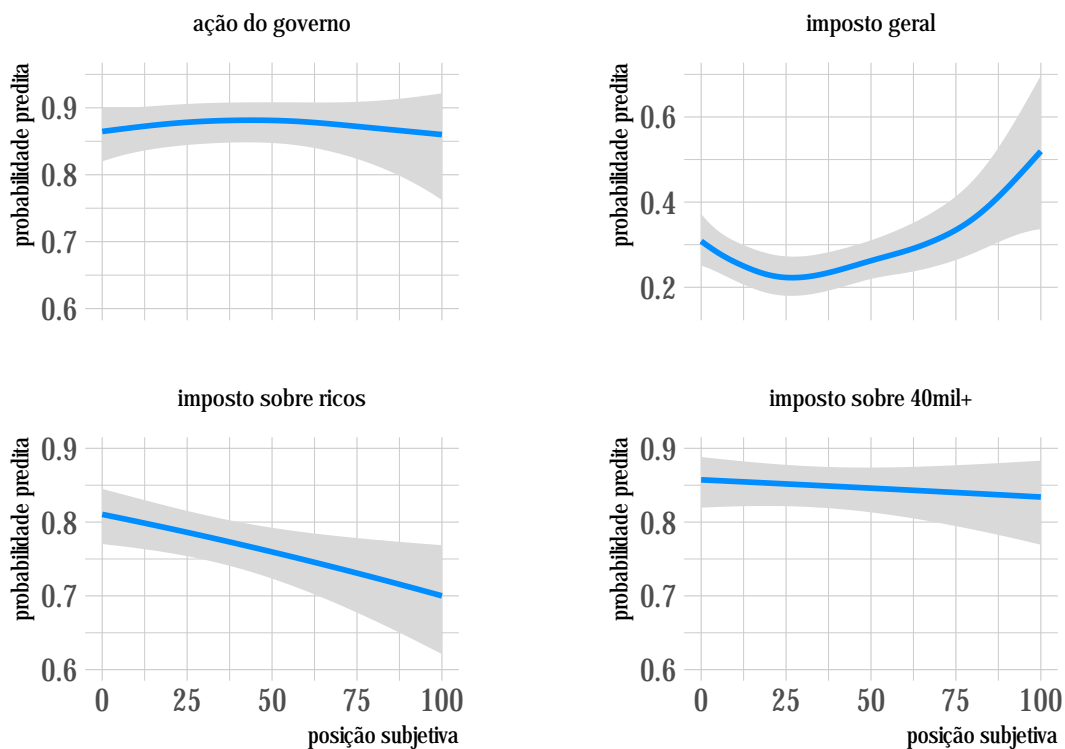 ação do governo
probabilidade predita
0.9
0.8
0.7
0.6
imposto geral
probabilidade predita
0.6
0.4
0.2
imposto sobre ricos
probabilidade predita
0.9
0.8
0.7
0.6
0 25 50 75 100
posição subjetiva
imposto sobre 40mil+
probabilidade predita
0.9
0.8
0.7
0.6
0 25 50 75 100
posição subjetiva